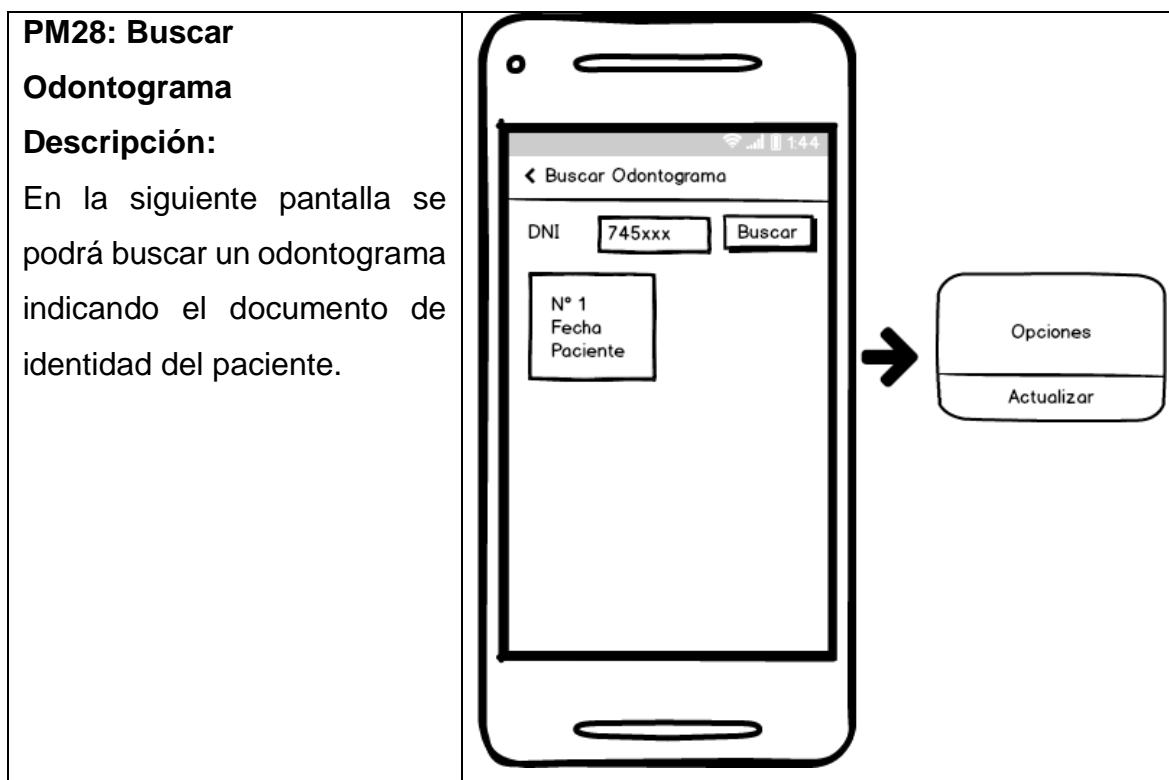 PM28: Buscar
Odontograma
Descripción:
En la siguiente pantalla se
podrá buscar un odontograma
indicando el documento de
identidad del paciente.
1:44
Buscar Odontograma
DNI 745xxx Buscar
N° 1
Fecha
Paciente
Opciones
Actualizar